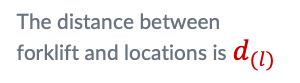 The distance between
forklift and locations is d(l)